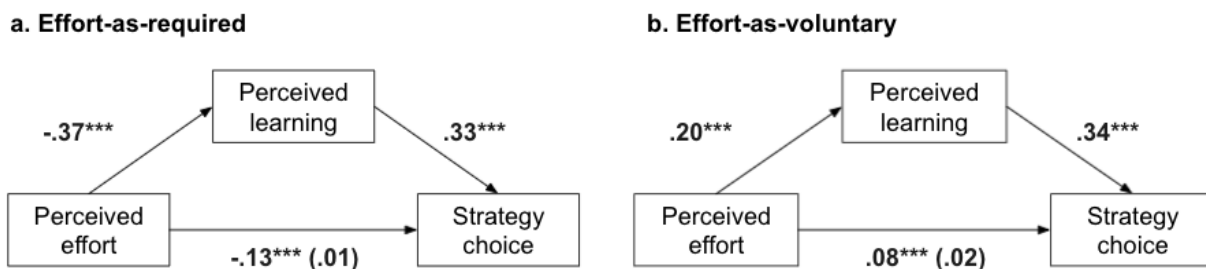 a. Effort-as-required
Perceived
learning
-.37***
.33***
Perceived
effort
Strategy
choice
-.13*** (.01)
b. Effort-as-voluntary
Perceived
learning
.20***
.34***
Perceived
effort
Strategy
choice
.08*** (.02)